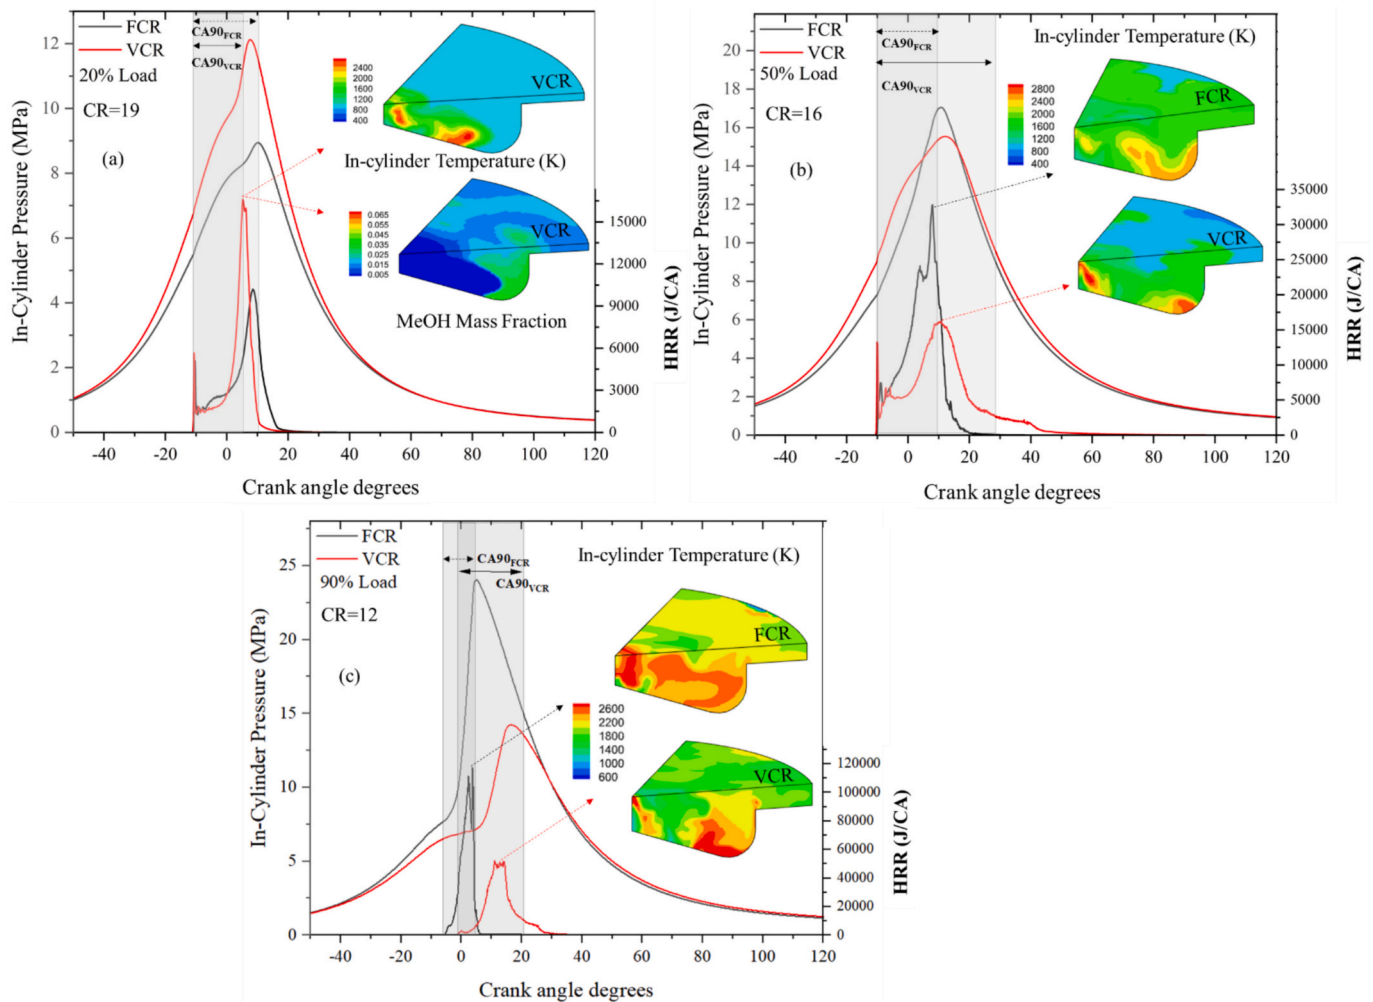 FCR
VCR
20% Load
CR=19
(a)
CA90FCR
CA90VCR
2400
2000
1600
1200
800
400
VCR
In-cylinder Temperature (K)
0.065
0.055
0.045
0.035
0.025
0.015
0.005
VCR
MeOH Mass Fraction
In-Cylinder Pressure (MPa)
12
10
8
6
4
2
0
15000
12000
9000
6000
3000
0
HRR (J/CA)
-40 -20 0 20 40 60 80 100 120
Crank angle degrees
FCR
VCR
50% Load
CR=16
(b)
CA90FCR
CA90VCR
In-cylinder Temperature (K)
2800
2400
2000
1600
1200
800
400
FCR
VCR
In-Cylinder Pressure (MPa)
20
18
16
14
12
10
8
6
4
2
0
35000
30000
25000
20000
15000
10000
5000
0
HRR (J/CA)
-40 -20 0 20 40 60 80 100 120
Crank angle degrees
FCR
VCR
90% Load
CR=12
(c)
CA90FCR
CA90VCR
In-cylinder Temperature (K)
FCR
2600
2200
1800
1400
1000
600
VCR
In-Cylinder Pressure (MPa)
25
20
15
10
5
0
120000
100000
80000
60000
40000
20000
0
HRR (J/CA)
-40 -20 0 20 40 60 80 100 120
Crank angle degrees